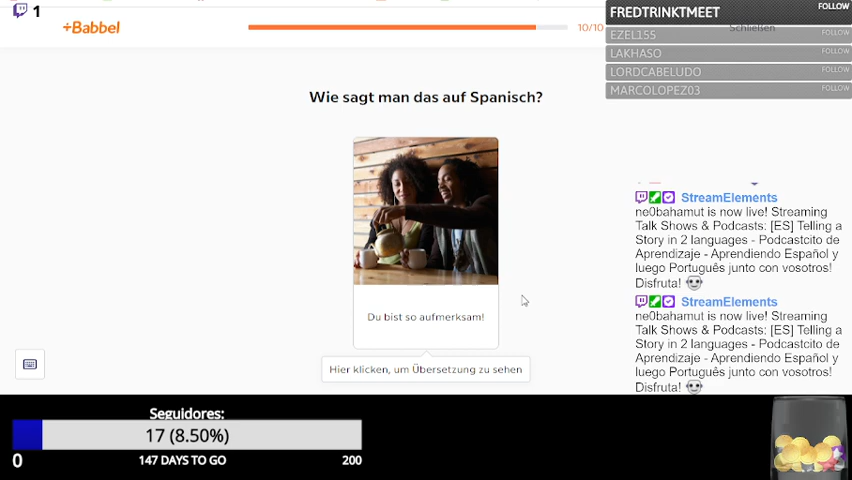 1
÷Babbel
10/10
Schließen
FREDTRINKTMEET FOLLOW
EZEL155 FOLLOW
LAKHASO FOLLOW
LORDCABELUDO FOLLOW
MARCOLOPEZ03 FOLLOW
Wie sagt man das auf Spanisch?
Du bist so aufmerksam!
Hier klicken, um Übersetzung zu sehen
StreamElements
ne0bahamut is now live! Streaming
Talk Shows & Podcasts: [ES] Telling a
Story in 2 languages - Podcastcito de
Aprendizaje - Aprendiendo Español y
luego Português junto con vosotros!
Disfruta!
StreamElements
ne0bahamut is now live! Streaming
Talk Shows & Podcasts: [ES] Telling a
Story in 2 languages - Podcastcito de
Aprendizaje - Aprendiendo Español y
luego Português junto con vosotros!
Disfruta!
Seguidores:
17 (8.50%)
0 147 DAYS TO GO 200